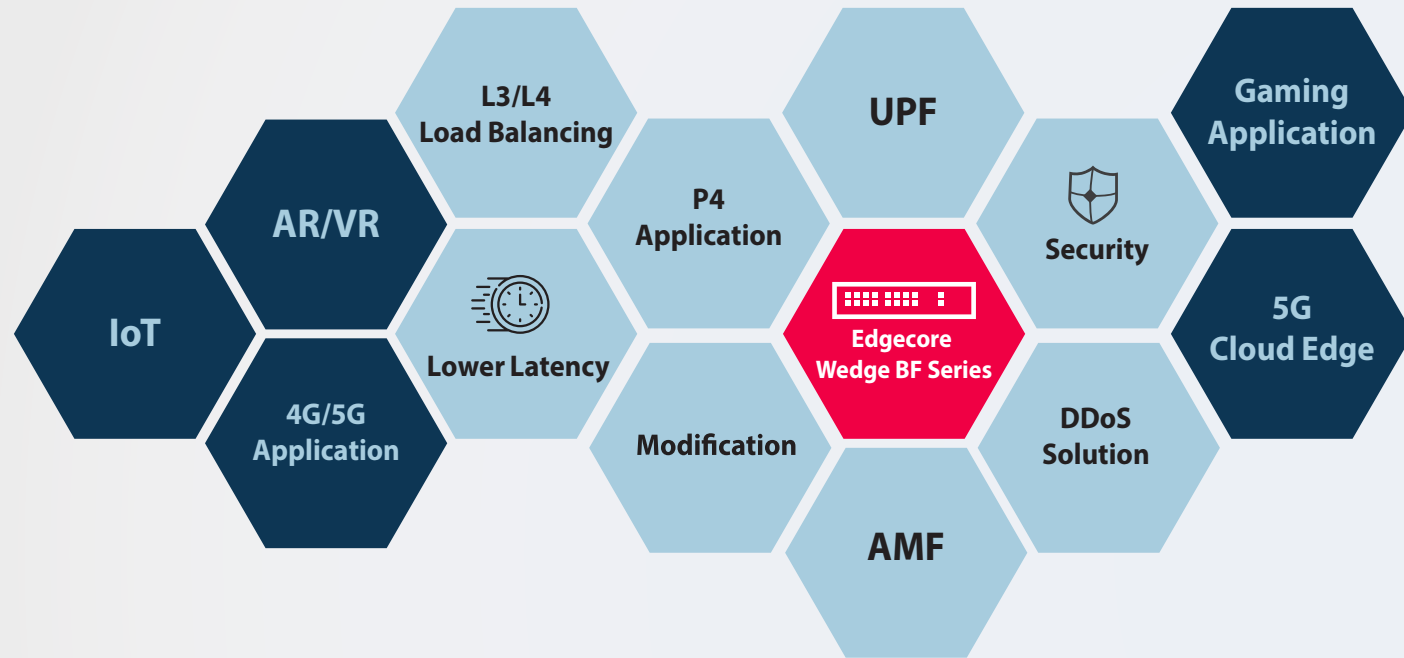 L3/L4
Load Balancing
UPF
Gaming
Application
AR/VR
P4
Application
Security
IoT
Lower Latency
Edgecore
Wedge BF Series
5G
Cloud Edge
4G/5G
Application
Modification
DDoS
Solution
AMF